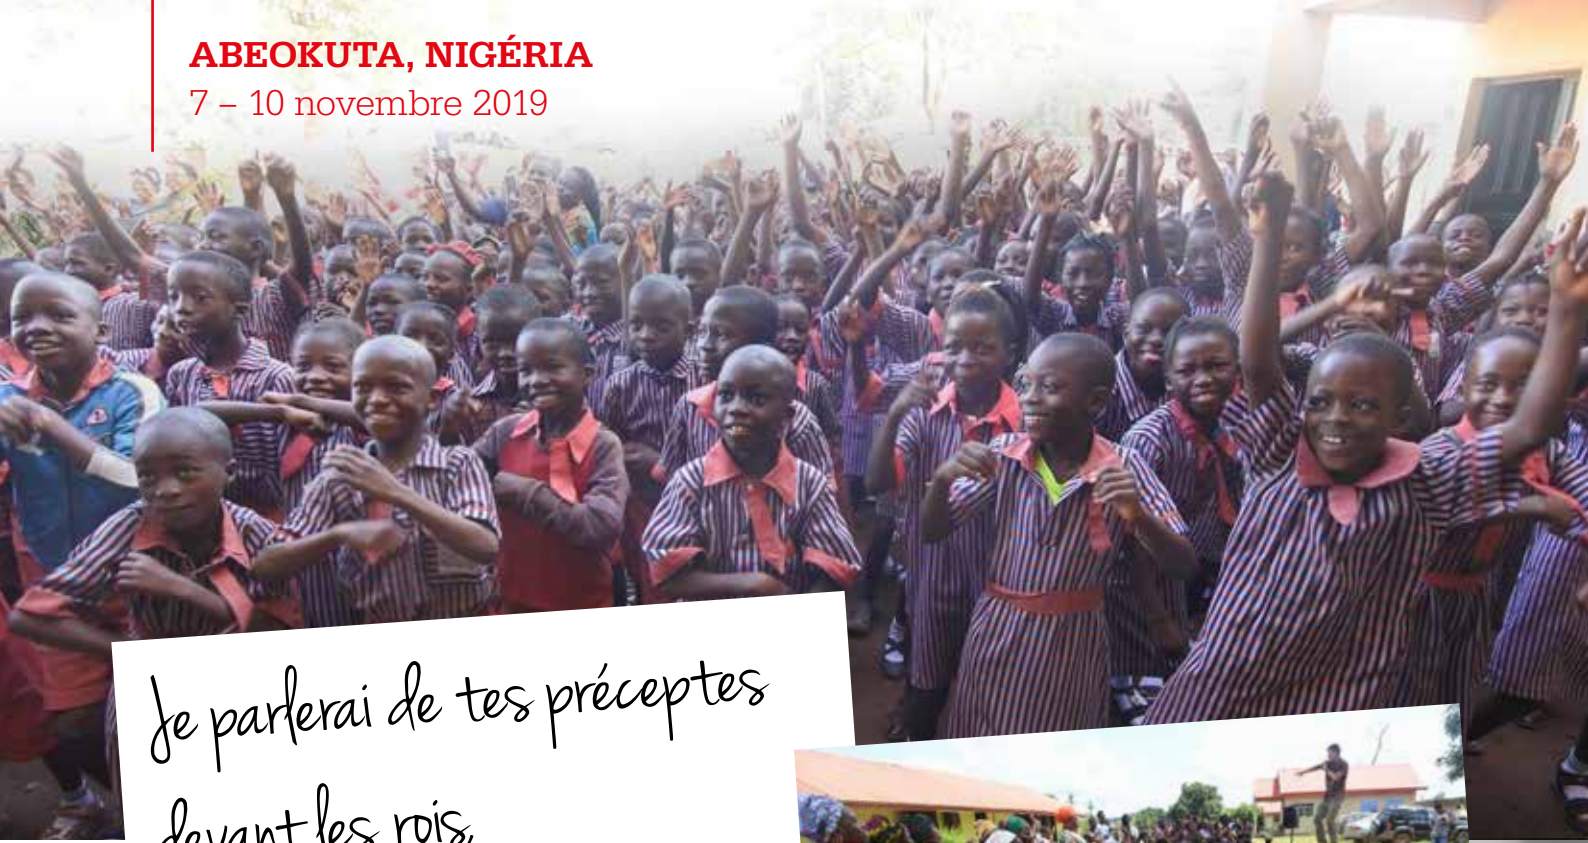 ABEOKUTA, NIGÉRIA
7 – 10 novembre 2019
Je parlerai de tes préceptes
devant les rois,